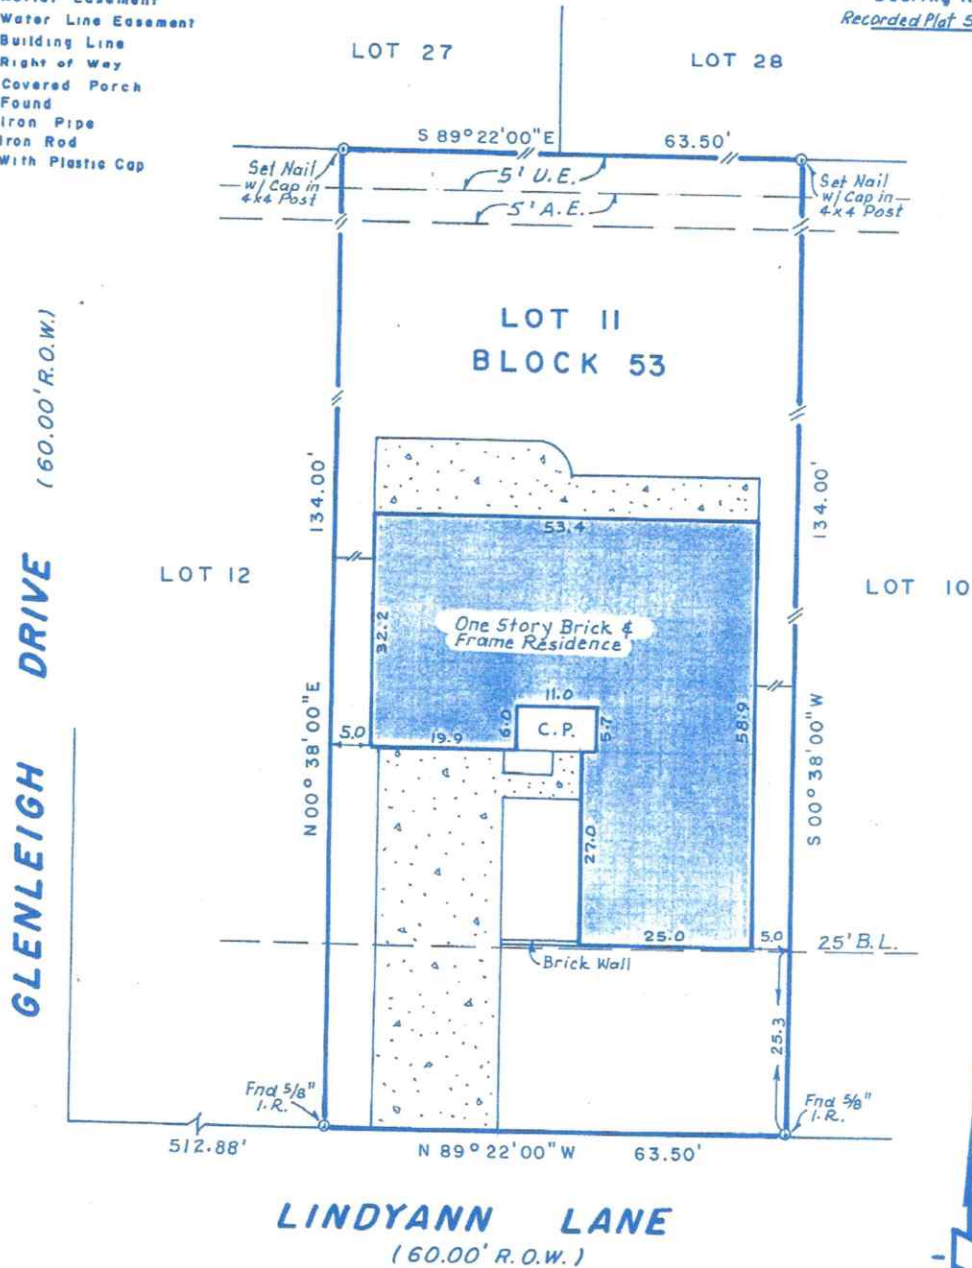 Water Line Easement
Building Line
Right of Way
Covered Porch
Found
Iron Pipe
Iron Rod
With Plastic Cap
Recorded Plat
LOT 27
LOT 28
S 89°22'00"E
63.50'
Set Nail
w/ Cap in
4x4 Post
5' U.E.
5' A.E.
Set Nail
w/ Cap in
4x4 Post
LOT 11
BLOCK 53
(60.00' R.O.W.)
134.00'
134.00'
53.4
LOT 12
LOT 10
GLENLEIGH DRIVE
32.2
One Story Brick &
Frame Residence
11.0
6.0
C.P.
5.7
58.9
5.0
19.9
N 00°38'00"E
S 00°38'00"W
27.0
25.0
5.0
25' B.L.
Brick Wall
25.3
Fnd 5/8"
I.R.
Fnd 5/8"
I.R.
512.88'
N 89°22'00"W
63.50'
LINDYANN LANE
(60.00' R.O.W.)